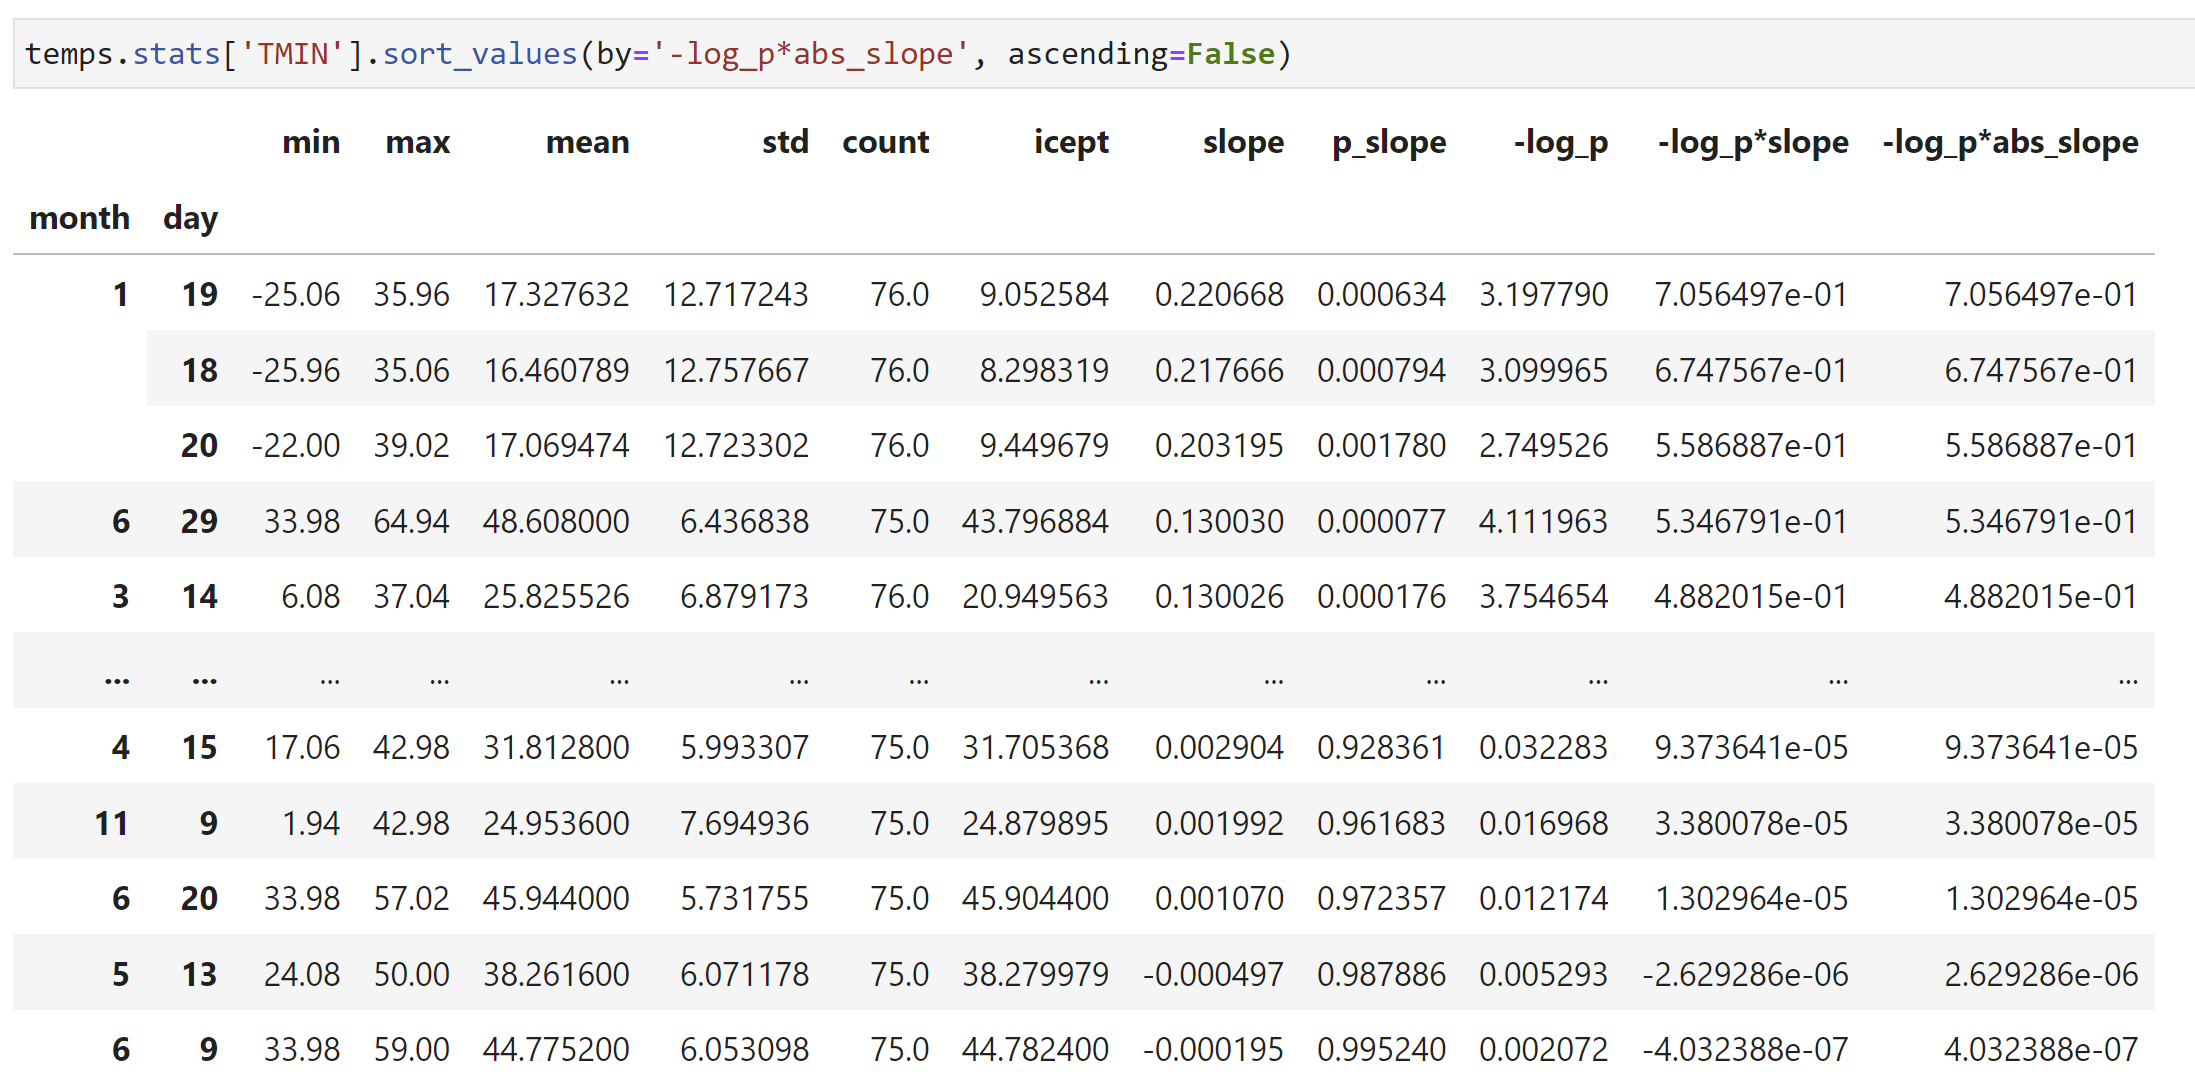 temps.stats['TMIN'].sort_values(by='-log_p*abs_slope', ascending=False)
min max mean std count icept slope p_slope -log_p -log_p*slope -log_p*abs_slope
month day
1 19 -25.06 35.96 17.327632 12.717243 76.0 9.052584 0.220668 0.000634 3.197790 7.056497e-01 7.056497e-01
18 -25.96 35.06 16.460789 12.757667 76.0 8.298319 0.217666 0.000794 3.099965 6.747567e-01 6.747567e-01
20 -22.00 39.02 17.069474 12.723302 76.0 9.449679 0.203195 0.001780 2.749526 5.586887e-01 5.586887e-01
6 29 33.98 64.94 48.608000 6.436838 75.0 43.796884 0.130030 0.000077 4.111963 5.346791e-01 5.346791e-01
3 14 6.08 37.04 25.825526 6.879173 76.0 20.949563 0.130026 0.000176 3.754654 4.882015e-01 4.882015e-01
... ... ... ... ... ... ... ... ... ... ... ... ...
4 15 17.06 42.98 31.812800 5.993307 75.0 31.705368 0.002904 0.928361 0.032283 9.373641e-05 9.373641e-05
11 9 1.94 42.98 24.953600 7.694936 75.0 24.879895 0.001992 0.961683 0.016968 3.380078e-05 3.380078e-05
6 20 33.98 57.02 45.944000 5.731755 75.0 45.904400 0.001070 0.972357 0.012174 1.302964e-05 1.302964e-05
5 13 24.08 50.00 38.261600 6.071178 75.0 38.279979 -0.000497 0.987886 0.005293 -2.629286e-06 2.629286e-06
6 9 33.98 59.00 44.775200 6.053098 75.0 44.782400 -0.000195 0.995240 0.002072 -4.032388e-07 4.032388e-07